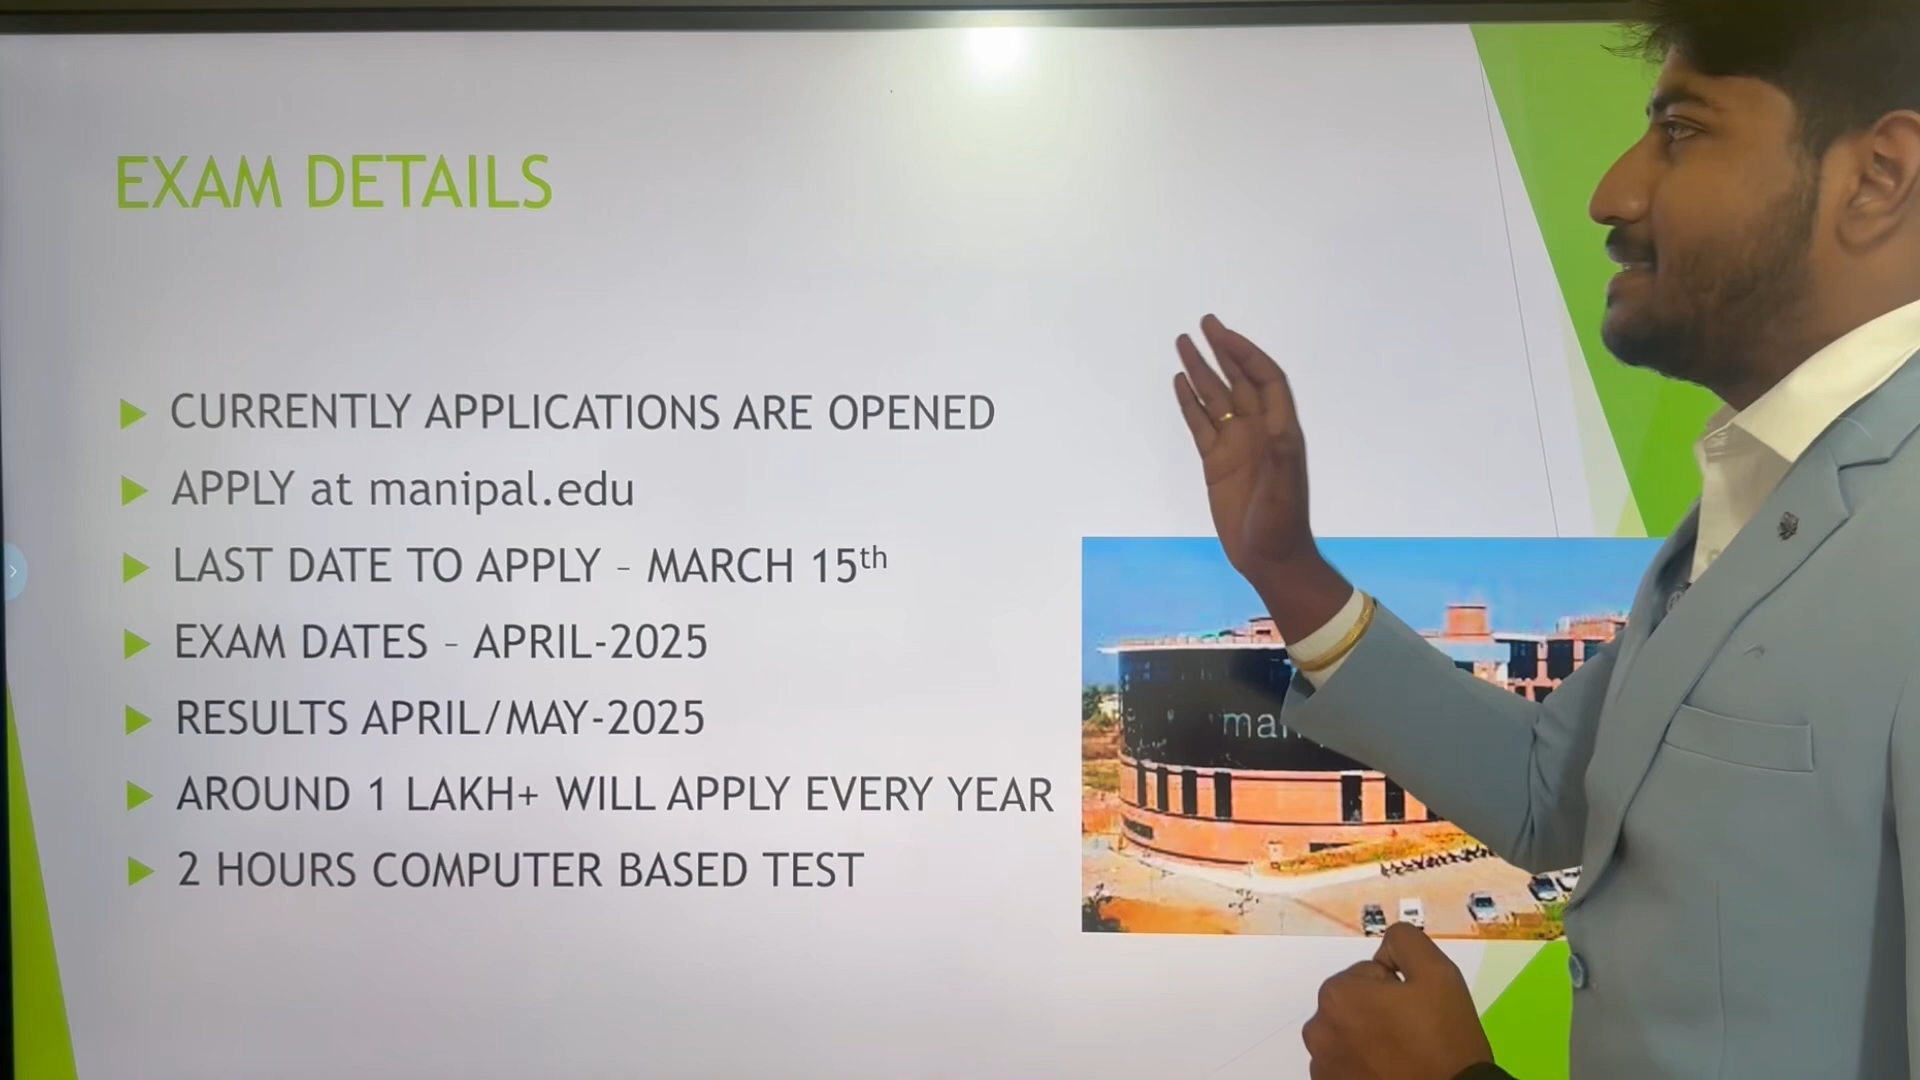 EXAM DETAILS
CURRENTLY APPLICATIONS ARE OPENED
APPLY at manipal.edu
LAST DATE TO APPLY – MARCH 15th
EXAM DATES – APRIL-2025
RESULTS APRIL/MAY-2025
AROUND 1 LAKH+ WILL APPLY EVERY YEAR
2 HOURS COMPUTER BASED TEST